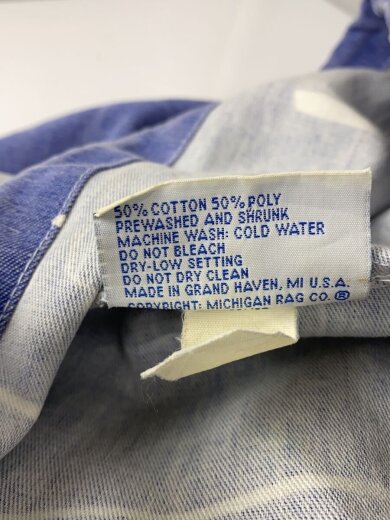 50% COTTON 50% POLY
PREWASHED AND SHRUNK
MACHINE WASH: COLD WATER
DO NOT BLEACH
DRY-LOW SETTING
DO NOT DRY CLEAN
MADE IN GRAND HAVEN, MI U.S.A.
COPYRIGHT: MICHIGAN RAG CO. ®